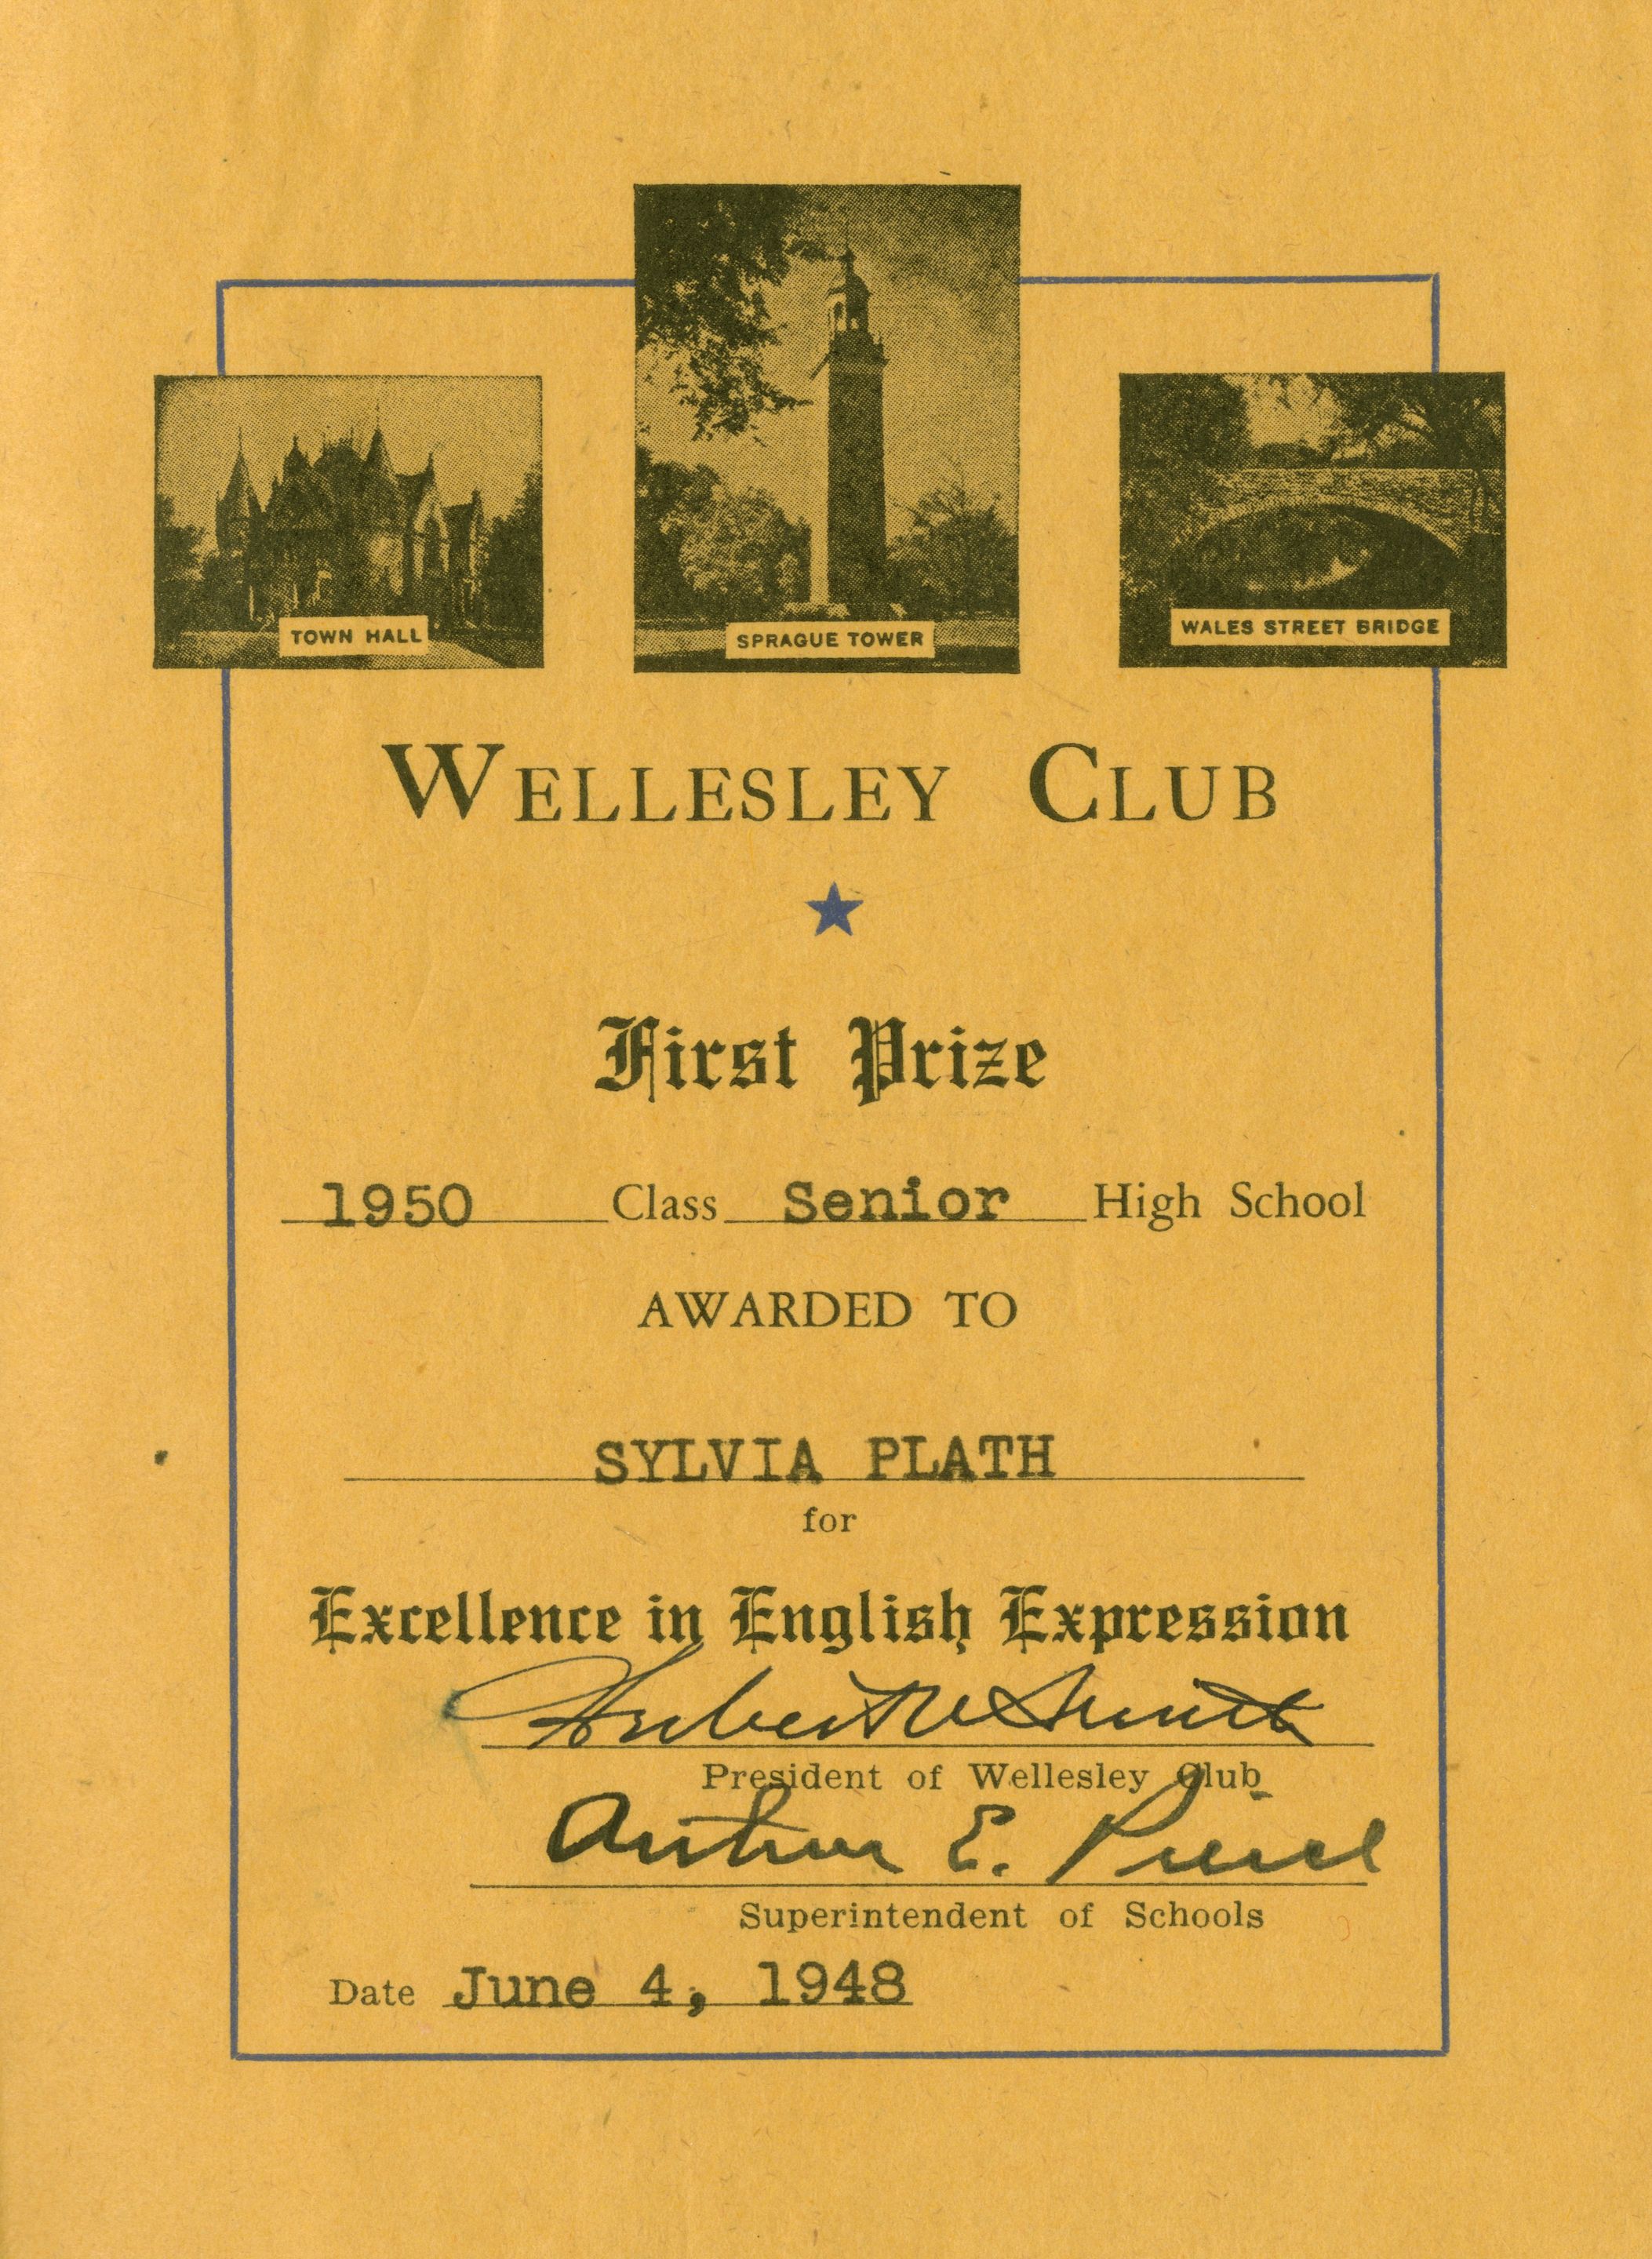 TOWN HALL
SPRAGUE TOWER
WALES STREET BRIDGE
WELLESLEY CLUB
First Prize
1950 Class Senior High School
AWARDED TO
SYLVIA PLATH
for
Excellence in English Expression
President of Wellesley Club
Arthur E.
Superintendent of Schools
Date June 4, 1948